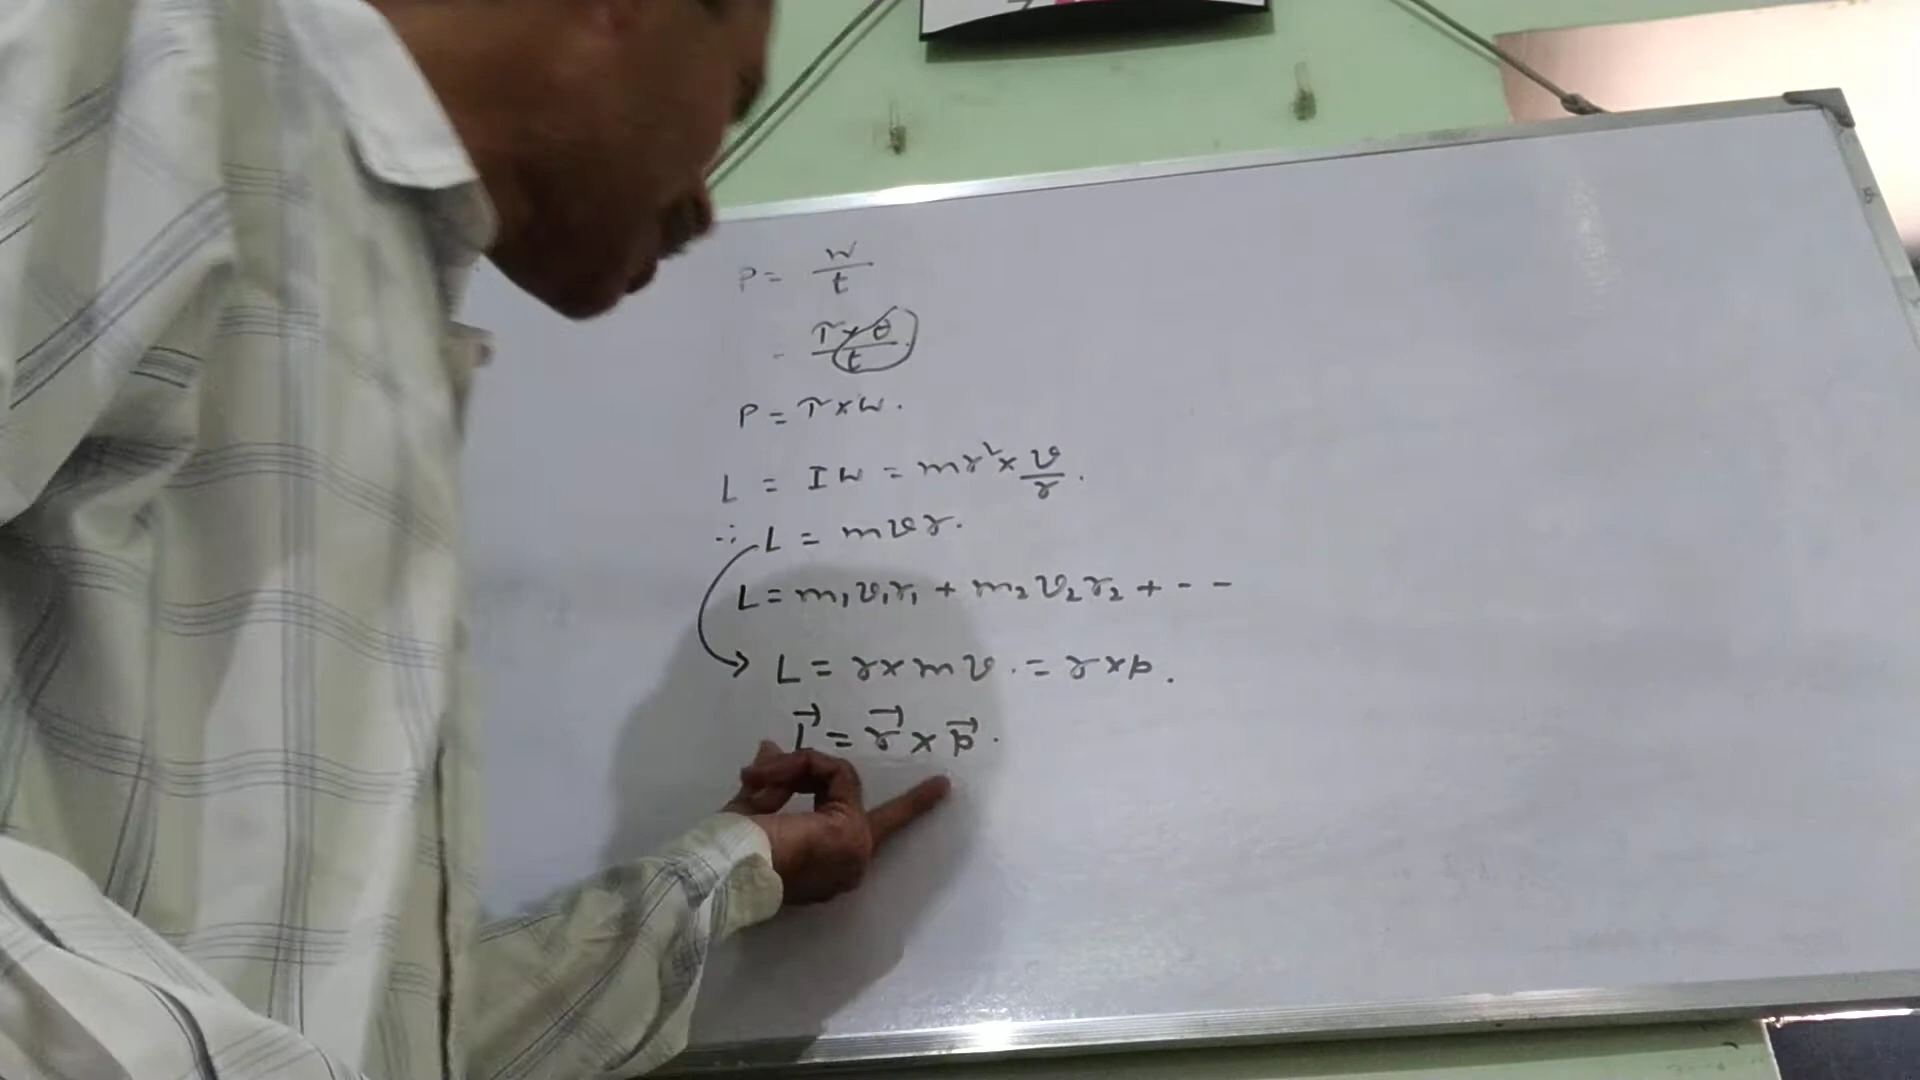 P = W/t
= τ×θ/t.
P = τ×ω.
L = Iω = mr²×v/r.
∴ L = mvr.
L = m₁v₁r₁ + m₂v₂r₂ + - -
→ L = r×mv. = r×p.
L⃗ = r⃗ × p⃗.